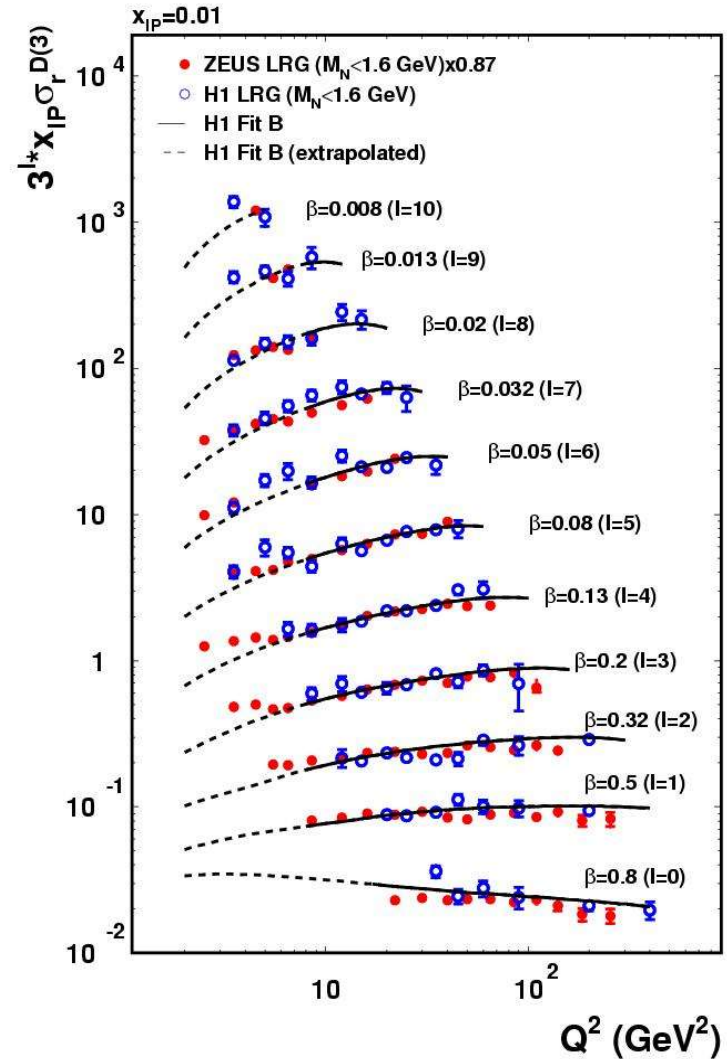 x_IP=0.01
ZEUS LRG (M_N<1.6 GeV)x0.87
H1 LRG (M_N<1.6 GeV)
H1 Fit B
H1 Fit B (extrapolated)
3^l*x_IPσ_r^D(3)
10^4
10^3
10^2
10
1
10^-1
10^-2
β=0.008 (l=10)
β=0.013 (l=9)
β=0.02 (l=8)
β=0.032 (l=7)
β=0.05 (l=6)
β=0.08 (l=5)
β=0.13 (l=4)
β=0.2 (l=3)
β=0.32 (l=2)
β=0.5 (l=1)
β=0.8 (l=0)
10
10^2
Q^2 (GeV^2)